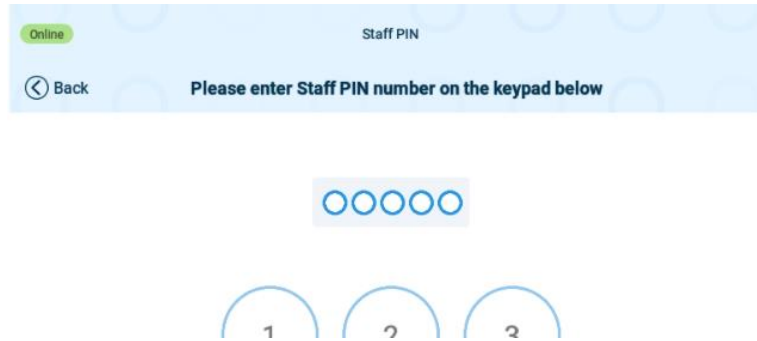 Online
Staff PIN
Back
Please enter Staff PIN number on the keypad below
1 2 3